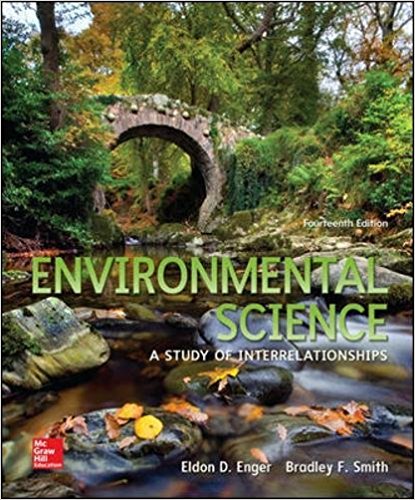 Fourteenth Edition
ENVIRONMENTAL
SCIENCE
A STUDY OF INTERRELATIONSHIPS
Mc
Graw
Hill
Education
Eldon D. Enger Bradley F. Smith